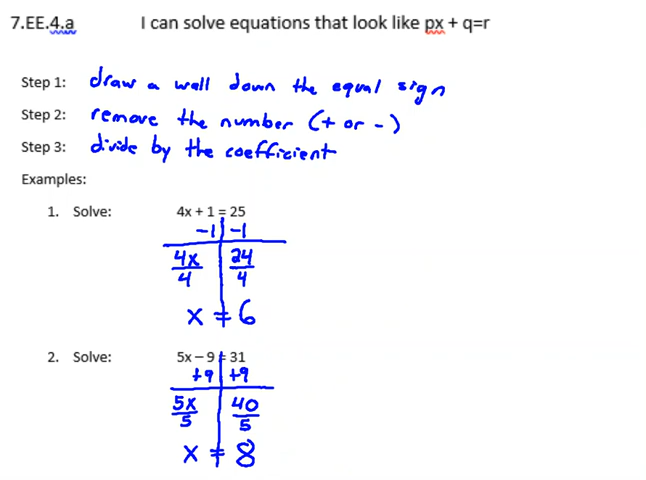 7.EE.4.a I can solve equations that look like px + q=r
Step 1: draw a wall down the equal sign
Step 2: remove the number (+ or -)
Step 3: divide by the coefficient
Examples:
1. Solve: 4x + 1 = 25
-1 | -1
4x/4 | 24/4
x = 6
2. Solve: 5x – 9 = 31
+9 | +9
5x/5 | 40/5
x = 8